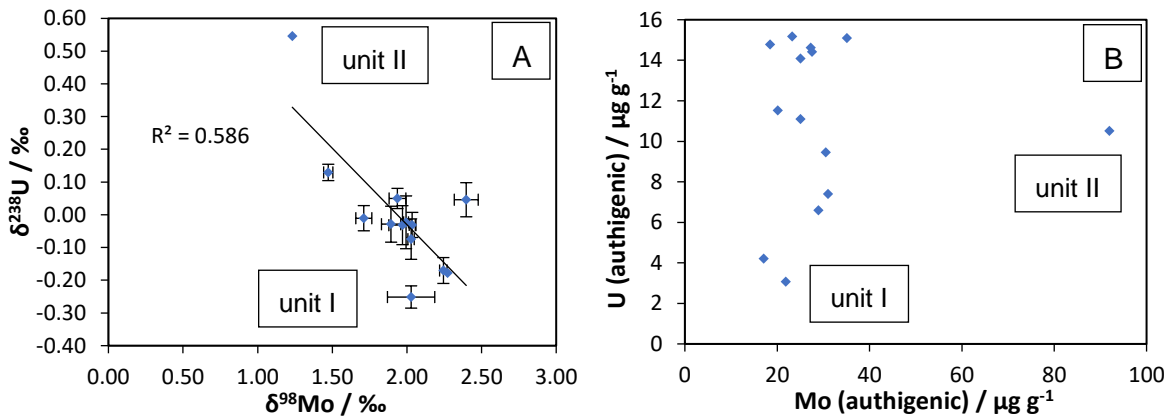 0.60
0.50
0.40
0.30
0.20
0.10
0.00
-0.10
-0.20
-0.30
-0.40
δ²³⁸U / ‰
unit II
A
R² = 0.586
unit I
0.00 0.50 1.00 1.50 2.00 2.50 3.00
δ⁹⁸Mo / ‰
16
14
12
10
8
6
4
2
0
U (authigenic) / µg g⁻¹
B
unit II
unit I
0 20 40 60 80 100
Mo (authigenic) / µg g⁻¹